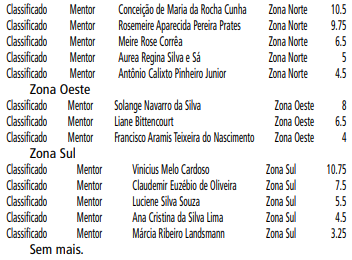 Classificado Mentor Conceição de Maria da Rocha Cunha Zona Norte 10.5
Classificado Mentor Rosemeire Aparecida Pereira Prates Zona Norte 9.75
Classificado Mentor Meire Rose Corrêa Zona Norte 6.5
Classificado Mentor Aurea Regina Silva e Sá Zona Norte 5
Classificado Mentor Antônio Calixto Pinheiro Junior Zona Norte 4.5
Zona Oeste
Classificado Mentor Solange Navarro da Silva Zona Oeste 8
Classificado Mentor Liane Bittencourt Zona Oeste 6.5
Classificado Mentor Francisco Aramis Teixeira do Nascimento Zona Oeste 4
Zona Sul
Classificado Mentor Vinicius Melo Cardoso Zona Sul 10.75
Classificado Mentor Claudemir Euzébio de Oliveira Zona Sul 7.5
Classificado Mentor Luciene Silva Souza Zona Sul 5.5
Classificado Mentor Ana Cristina da Silva Lima Zona Sul 4.5
Classificado Mentor Márcia Ribeiro Landsmann Zona Sul 3.25
Sem mais.